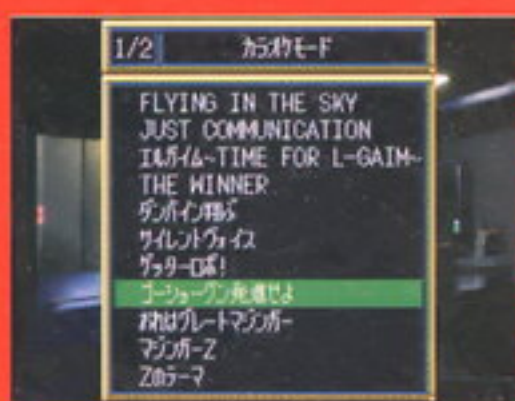 1/2 カラオケモード
FLYING IN THE SKY
JUST COMMUNICATION
エルガイム~TIME FOR L-GAIM~
THE WINNER
ダンバイン翔ぶ
サイレントヴォイス
ゲッターロボ!
ゴーショーグン発進せよ
おれはグレートマジンガー
マジンガーZ
Zのテーマ